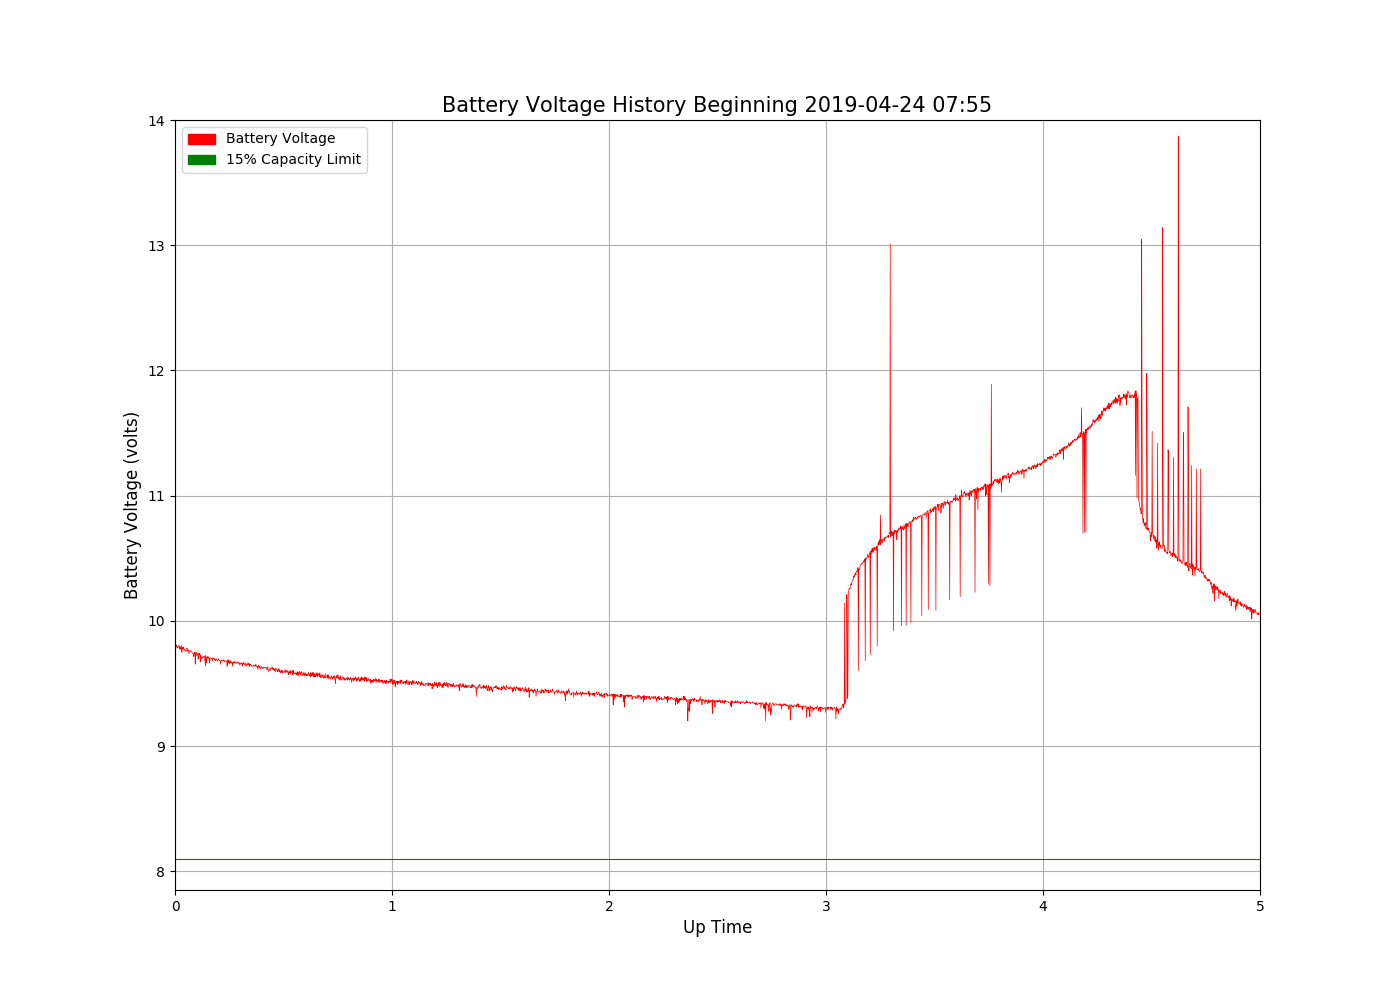 Battery Voltage History Beginning 2019-04-24 07:55
Battery Voltage
15% Capacity Limit
14
13
12
11
10
9
8
Battery Voltage (volts)
0 1 2 3 4 5
Up Time